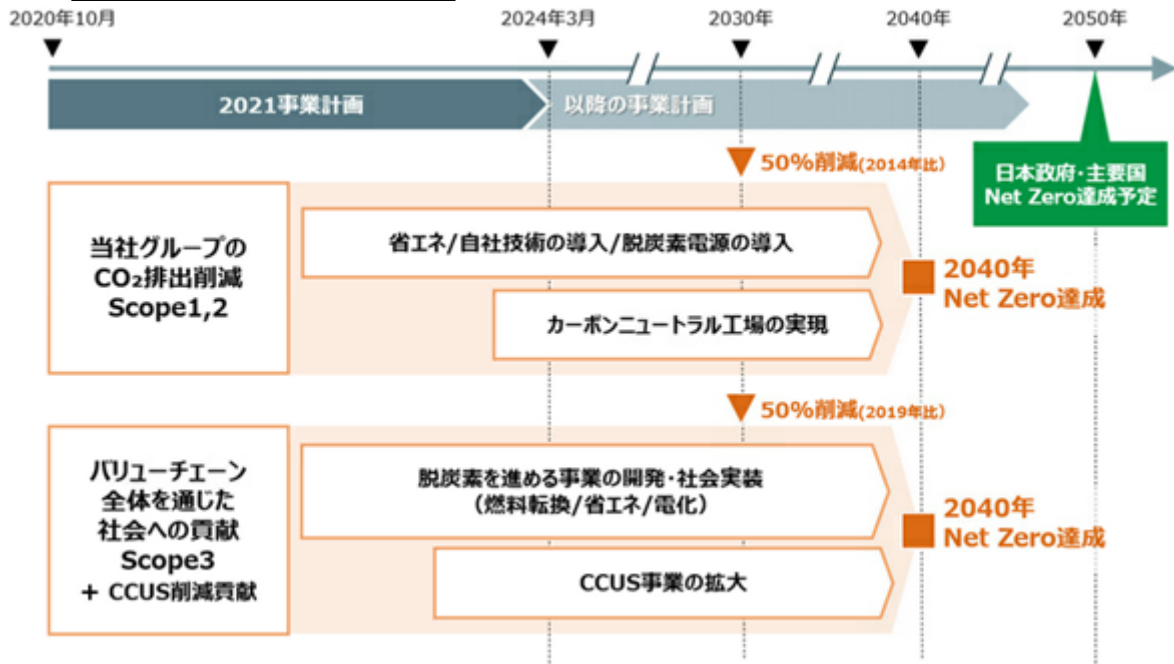 2020年10月
2024年3月
2030年
2040年
2050年
2021事業計画
以降の事業計画
日本政府・主要国
Net Zero達成予定
50%削減(2014年比)
当社グループの
CO₂排出削減
Scope1,2
省エネ/自社技術の導入/脱炭素電源の導入
カーボンニュートラル工場の実現
2040年
Net Zero達成
50%削減(2019年比)
バリューチェーン
全体を通じた
社会への貢献
Scope3
+ CCUS削減貢献
脱炭素を進める事業の開発・社会実装
(燃料転換/省エネ/電化)
CCUS事業の拡大
2040年
Net Zero達成